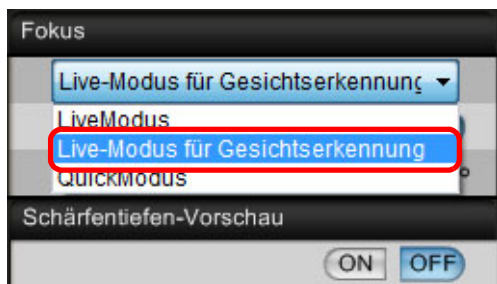 Fokus
Live-Modus für Gesichtserkennung
LiveModus
Live-Modus für Gesichtserkennung
QuickModus
Schärfentiefen-Vorschau
ON OFF